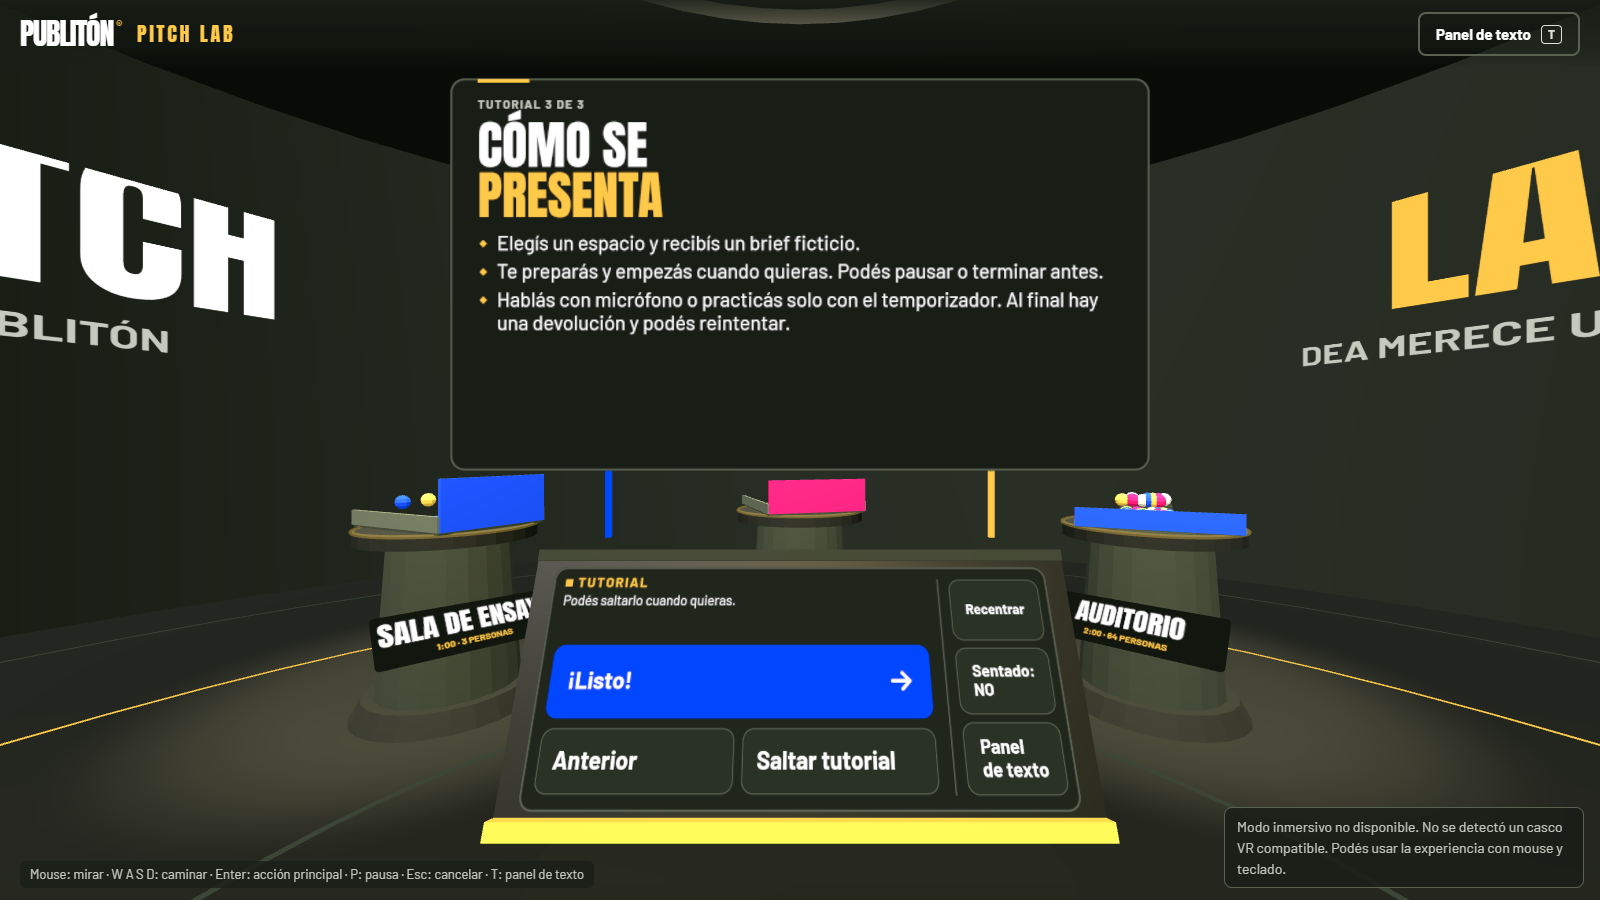 PUBLITÓN
PITCH LAB
Panel de texto T
TUTORIAL 3 DE 3
CÓMO SE
PRESENTA
Elegís un espacio y recibís un brief ficticio.
Te preparás y empezás cuando quieras. Podés pausar o terminar antes.
Hablás con micrófono o practicás solo con el temporizador. Al final hay
una devolución y podés reintentar.
TCH
BLITÓN
LA
DEA MERECE U
SALA DE ENSAY
1:00 · 3 PERSONAS
AUDITORIO
2:00 · 64 PERSONAS
TUTORIAL
Podés saltarlo cuando quieras.
¡Listo!
Anterior
Saltar tutorial
Recentrar
Sentado:
NO
Panel
de texto
Mouse: mirar · W A S D: caminar · Enter: acción principal · P: pausa · Esc: cancelar · T: panel de texto
Modo inmersivo no disponible. No se detectó un casco
VR compatible. Podés usar la experiencia con mouse y
teclado.